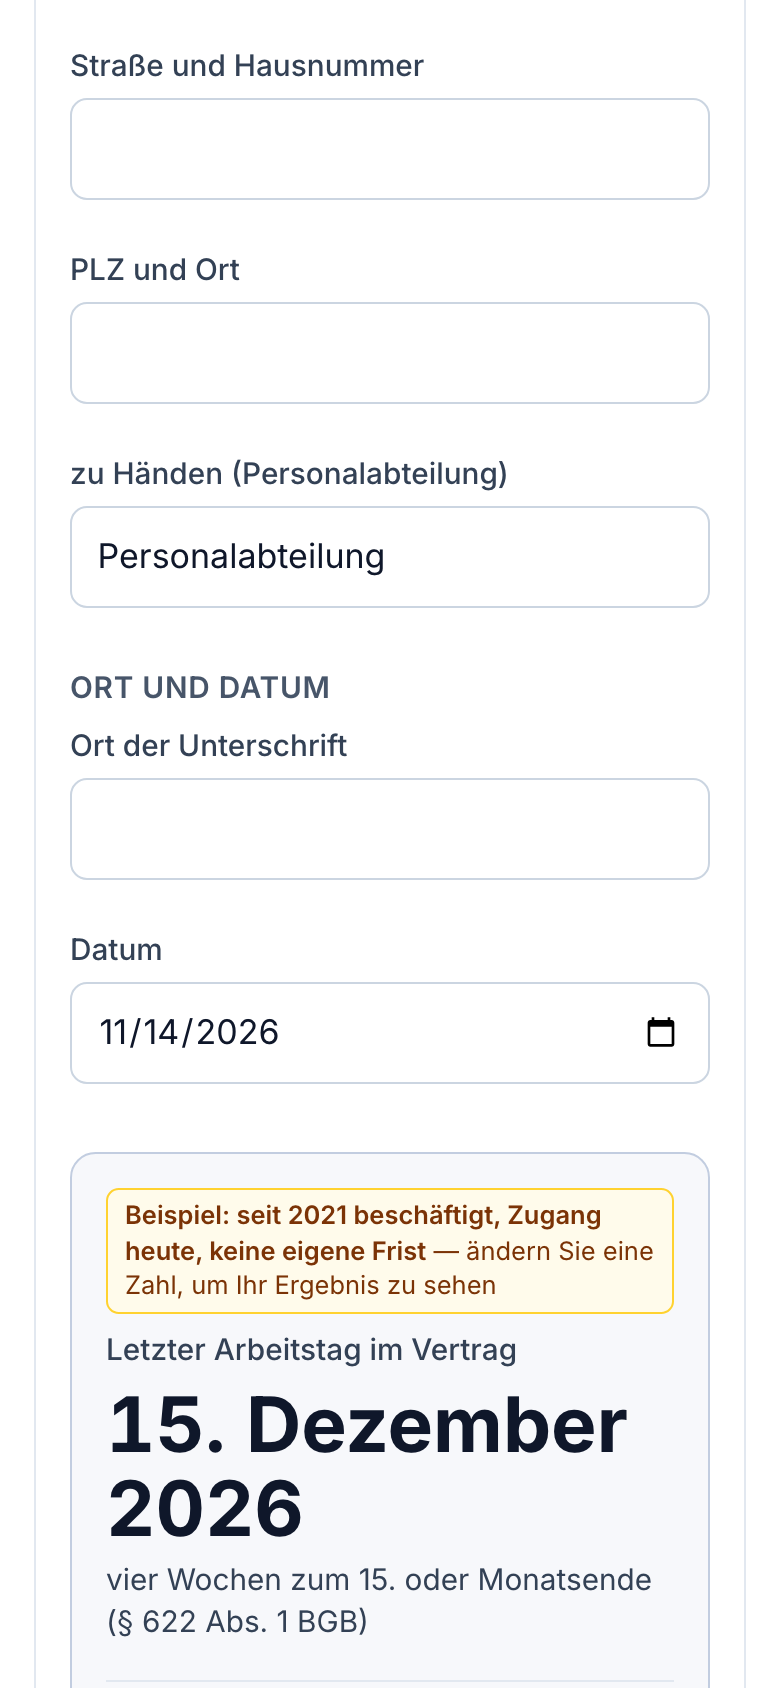 Straße und Hausnummer
PLZ und Ort
zu Händen (Personalabteilung)
Personalabteilung
ORT UND DATUM
Ort der Unterschrift
Datum
11/14/2026
Beispiel: seit 2021 beschäftigt, Zugang
heute, keine eigene Frist — ändern Sie eine
Zahl, um Ihr Ergebnis zu sehen
Letzter Arbeitstag im Vertrag
15. Dezember
2026
vier Wochen zum 15. oder Monatsende
(§ 622 Abs. 1 BGB)